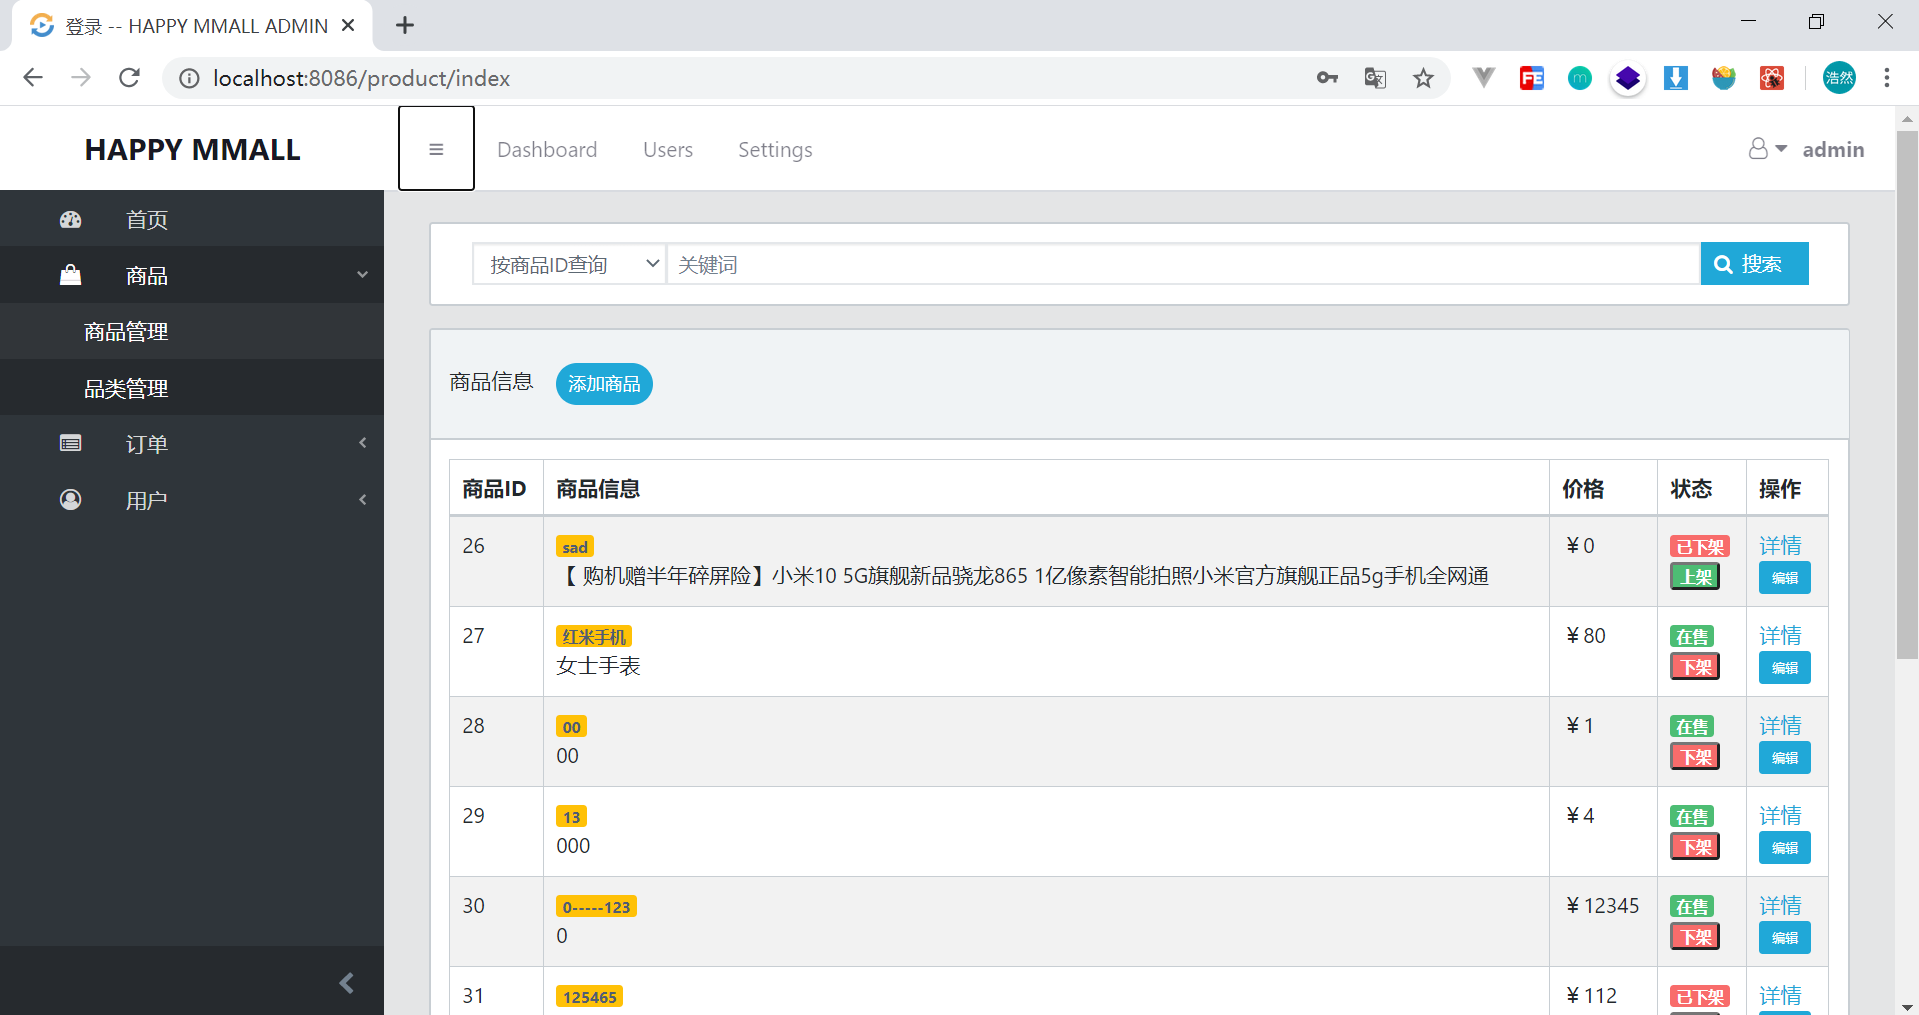 登录 -- HAPPY MMALL ADMIN
localhost:8086/product/index
FE
m
浩然
HAPPY MMALL
Dashboard Users Settings
admin
首页
商品
商品管理
品类管理
订单
用户
按商品ID查询 关键词 搜索
商品信息 添加商品
商品ID 商品信息 价格 状态 操作
26 sad ¥ 0 已下架 详情
【 购机赠半年碎屏险】小米10 5G旗舰新品骁龙865 1亿像素智能拍照小米官方旗舰正品5g手机全网通 上架 编辑
27 红米手机 ¥ 80 在售 详情
女士手表 下架 编辑
28 00 ¥ 1 在售 详情
00 下架 编辑
29 13 ¥ 4 在售 详情
000 下架 编辑
30 0-----123 ¥ 12345 在售 详情
0 下架 编辑
31 125465 ¥ 112 已下架 详情